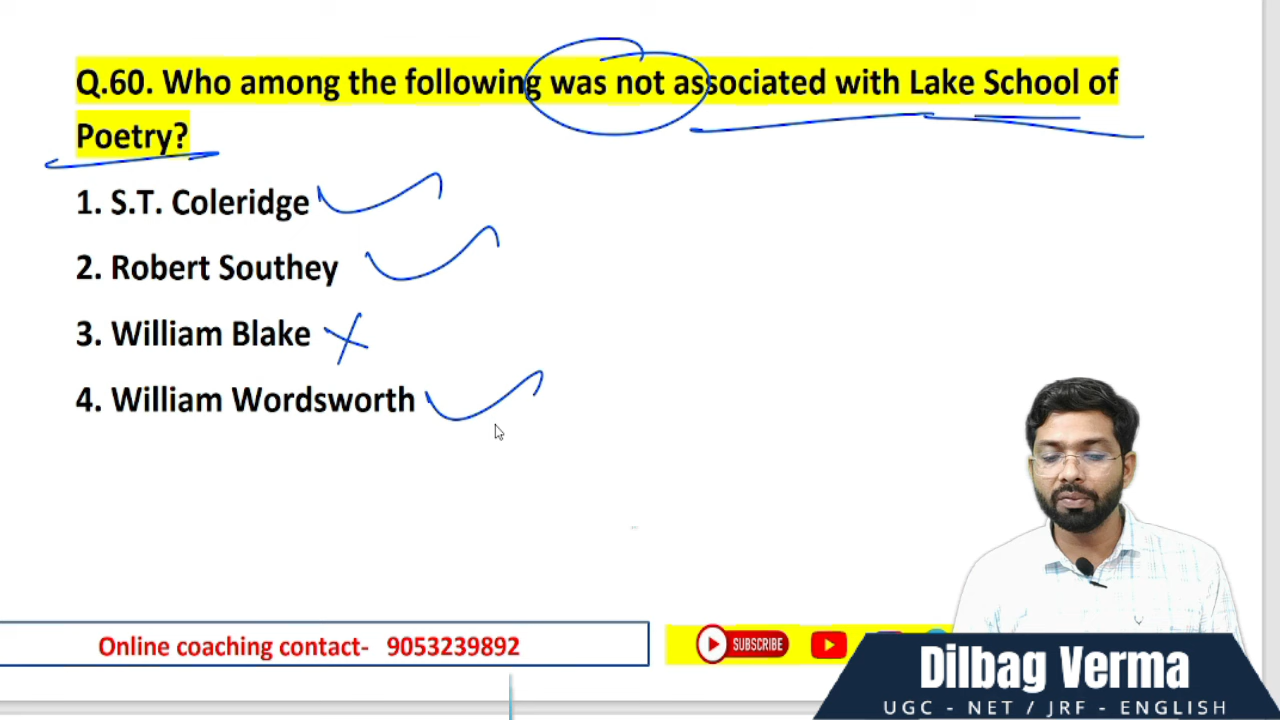 Q.60. Who among the following was not associated with Lake School of
Poetry?
1. S.T. Coleridge
2. Robert Southey
3. William Blake
4. William Wordsworth
Online coaching contact- 9053239892
SUBSCRIBE
Dilbag Verma
UGC - NET / JRF - ENGLISH